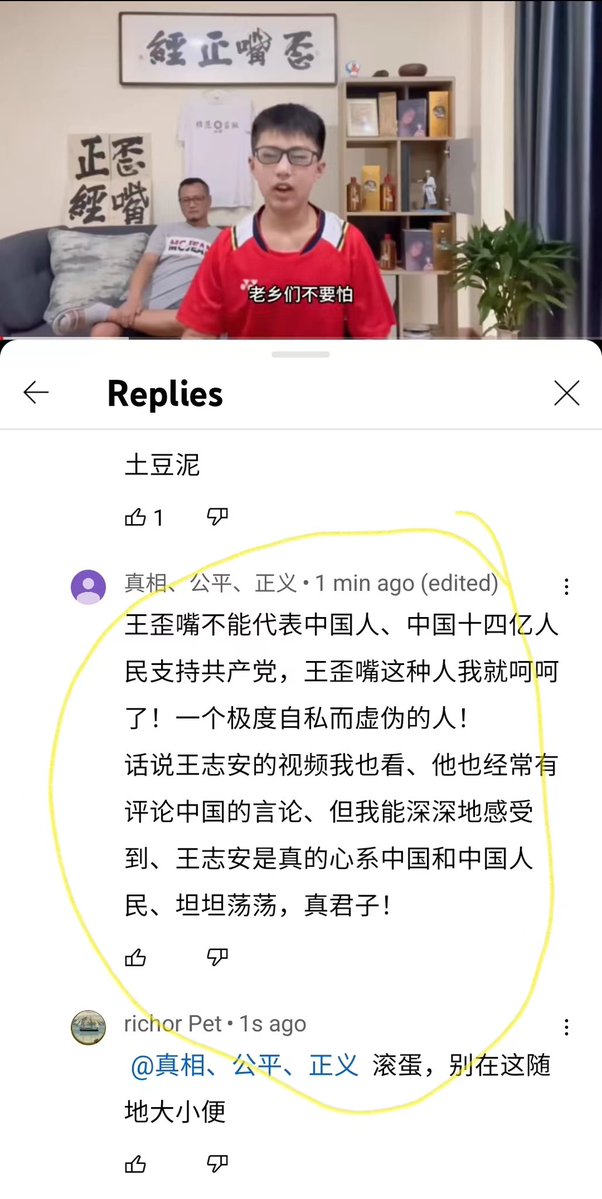 經正嘴歪
正歪
經嘴
MCJEAN
老乡们不要怕
Replies
土豆泥
1
真相、公平、正义 • 1 min ago (edited)
王歪嘴不能代表中国人、中国十四亿人
民支持共产党，王歪嘴这种人我就呵呵
了！一个极度自私而虚伪的人！
话说王志安的视频我也看、他也经常有
评论中国的言论、但我能深深地感受
到、王志安是真的心系中国和中国人
民、坦坦荡荡，真君子！
richor Pet • 1s ago
@真相、公平、正义 滚蛋，别在这随
地大小便